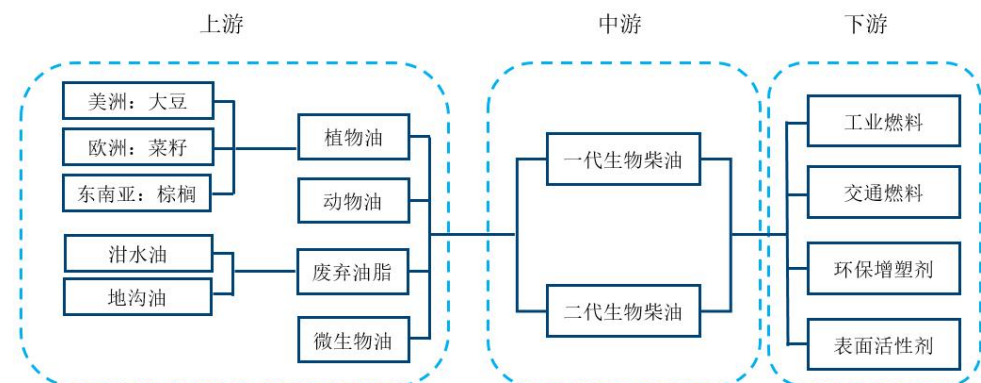 上游
中游
下游
美洲：大豆
欧洲：菜籽
东南亚：棕榈
泔水油
地沟油
植物油
动物油
废弃油脂
微生物油
一代生物柴油
二代生物柴油
工业燃料
交通燃料
环保增塑剂
表面活性剂